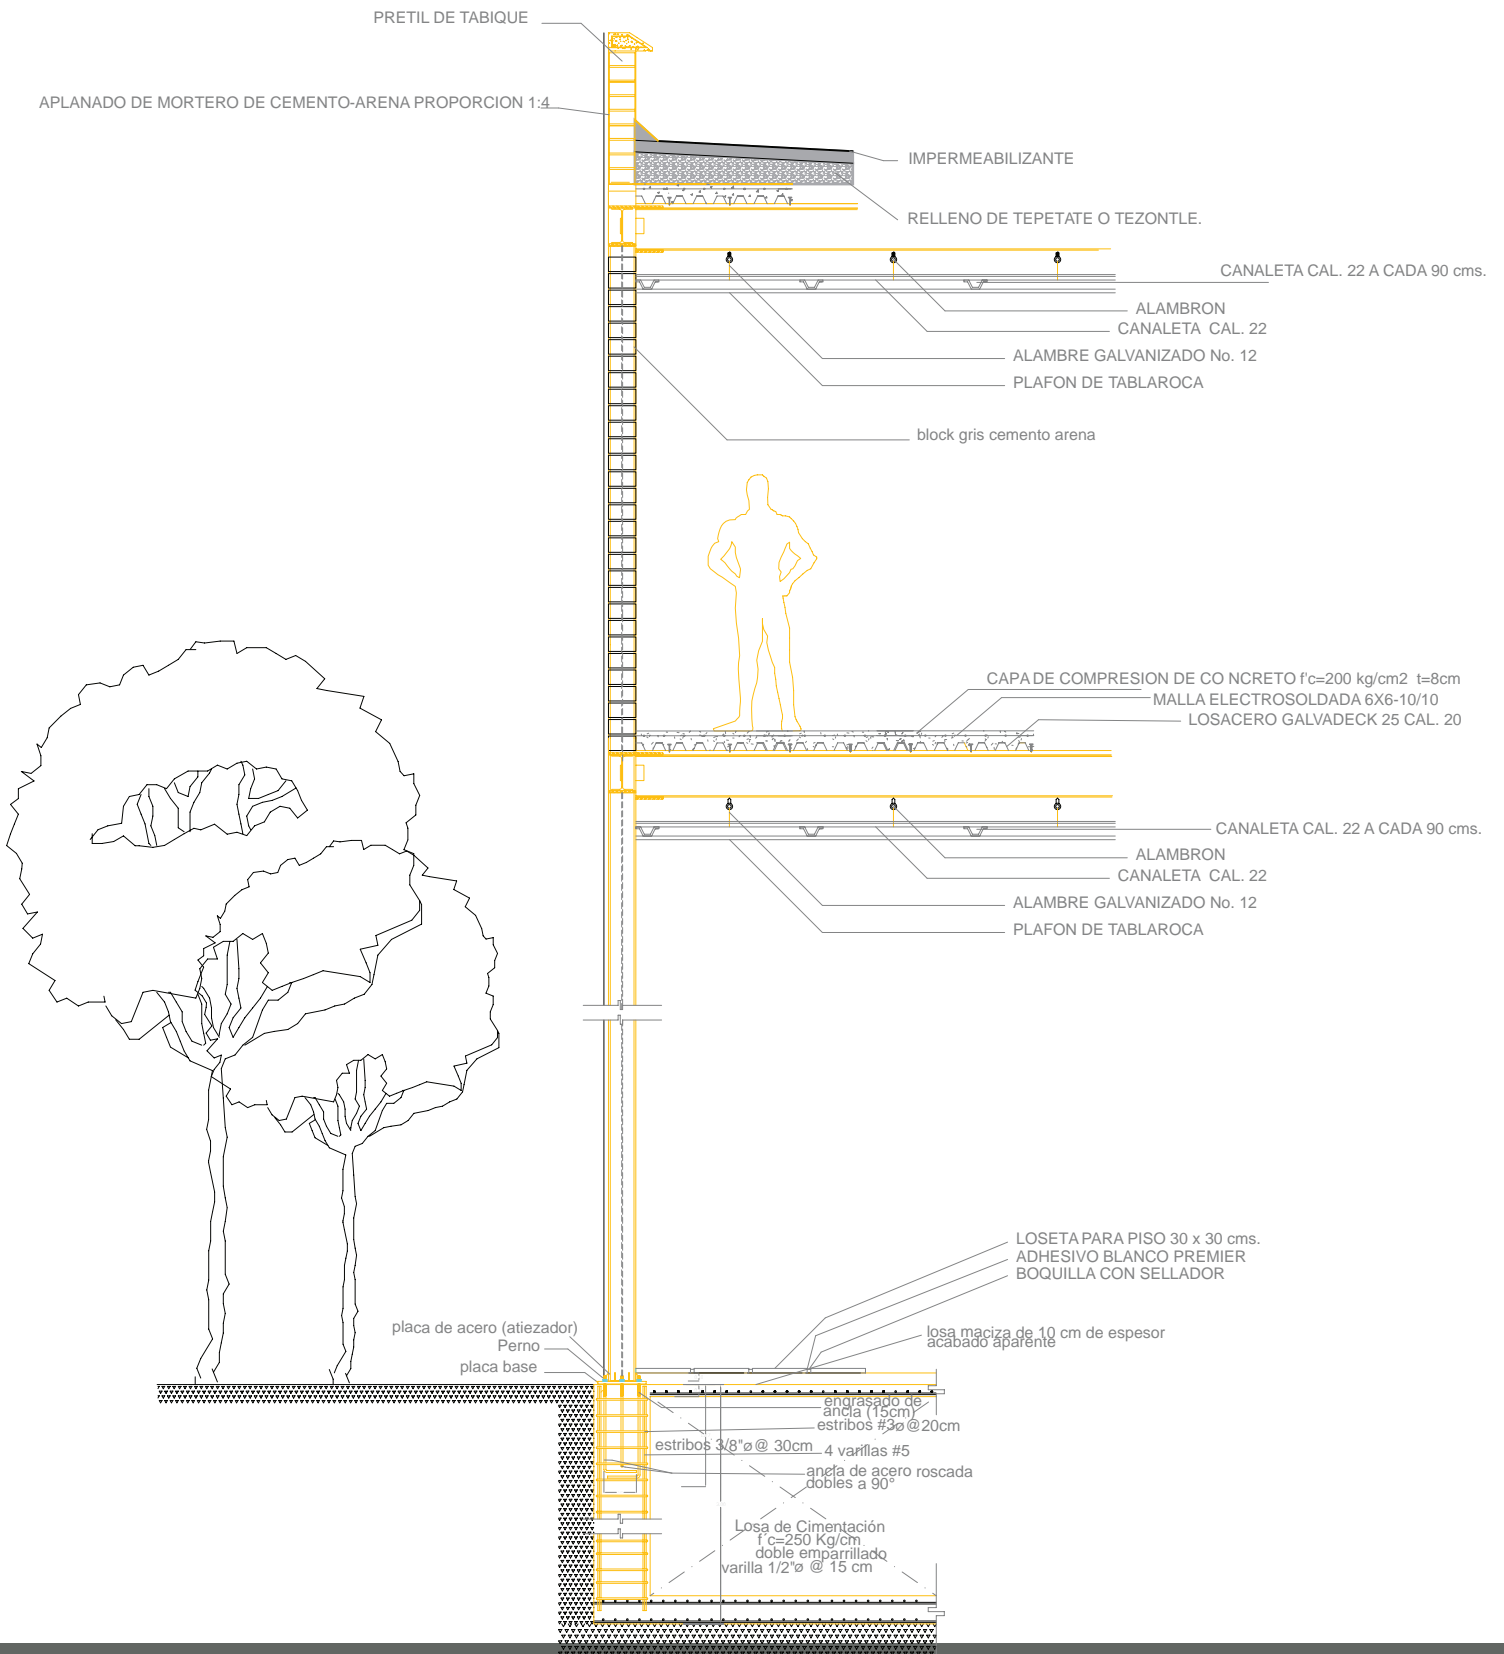 PRETIL DE TABIQUE
APLANADO DE MORTERO DE CEMENTO-ARENA PROPORCION 1:4
IMPERMEABILIZANTE
RELLENO DE TEPETATE O TEZONTLE.
CANALETA CAL. 22 A CADA 90 cms.
ALAMBRON
CANALETA CAL. 22
ALAMBRE GALVANIZADO No. 12
PLAFON DE TABLAROCA
block gris cemento arena
CAPA DE COMPRESION DE CO NCRETO f'c=200 kg/cm2 t=8cm
MALLA ELECTROSOLDADA 6X6-10/10
LOSACERO GALVADECK 25 CAL. 20
CANALETA CAL. 22 A CADA 90 cms.
ALAMBRON
CANALETA CAL. 22
ALAMBRE GALVANIZADO No. 12
PLAFON DE TABLAROCA
LOSETA PARA PISO 30 x 30 cms.
ADHESIVO BLANCO PREMIER
BOQUILLA CON SELLADOR
placa de acero (atiezador)
Perno
placa base
losa maciza de 10 cm de espesor
acabado aparente
engrasado de
ancla (15cm)
estribos #3ø@20cm
estribos 3/8"ø@ 30cm
4 varillas #5
ancla de acero roscada
dobles a 90°
Losa de Cimentación
f'c=250 Kg/cm
doble emparrillado
varilla 1/2"ø @ 15 cm